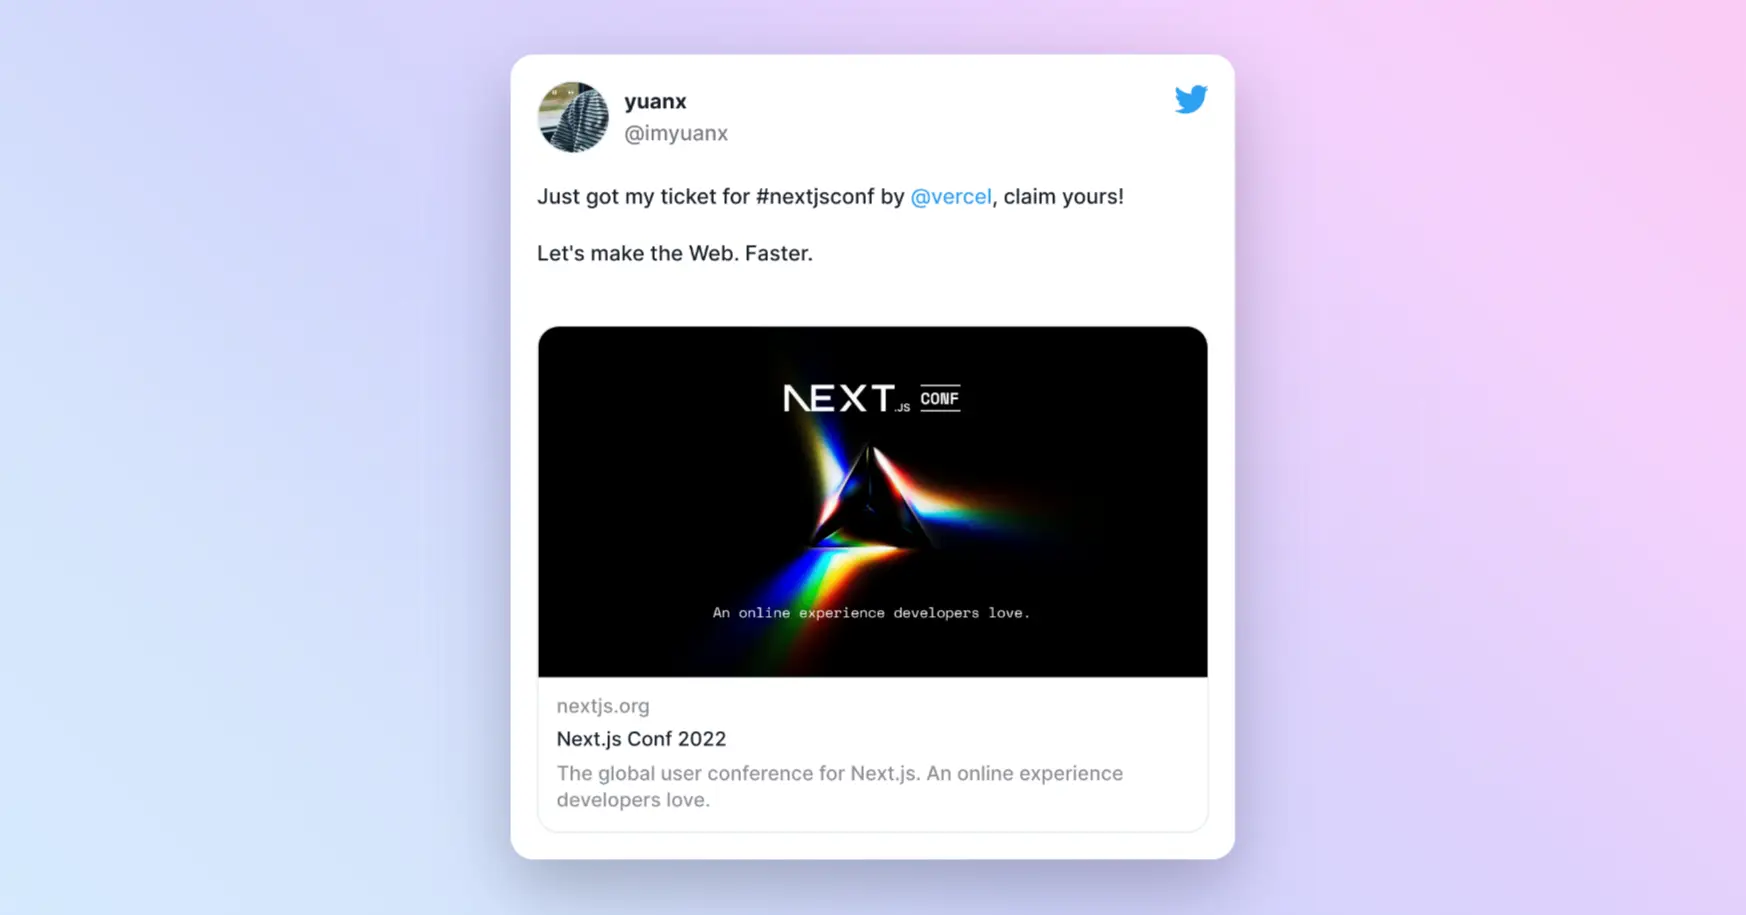 yuanx
@imyuanx
Just got my ticket for #nextjsconf by @vercel, claim yours!
Let's make the Web. Faster.
NEXT.JS CONF
An online experience developers love.
nextjs.org
Next.js Conf 2022
The global user conference for Next.js. An online experience
developers love.